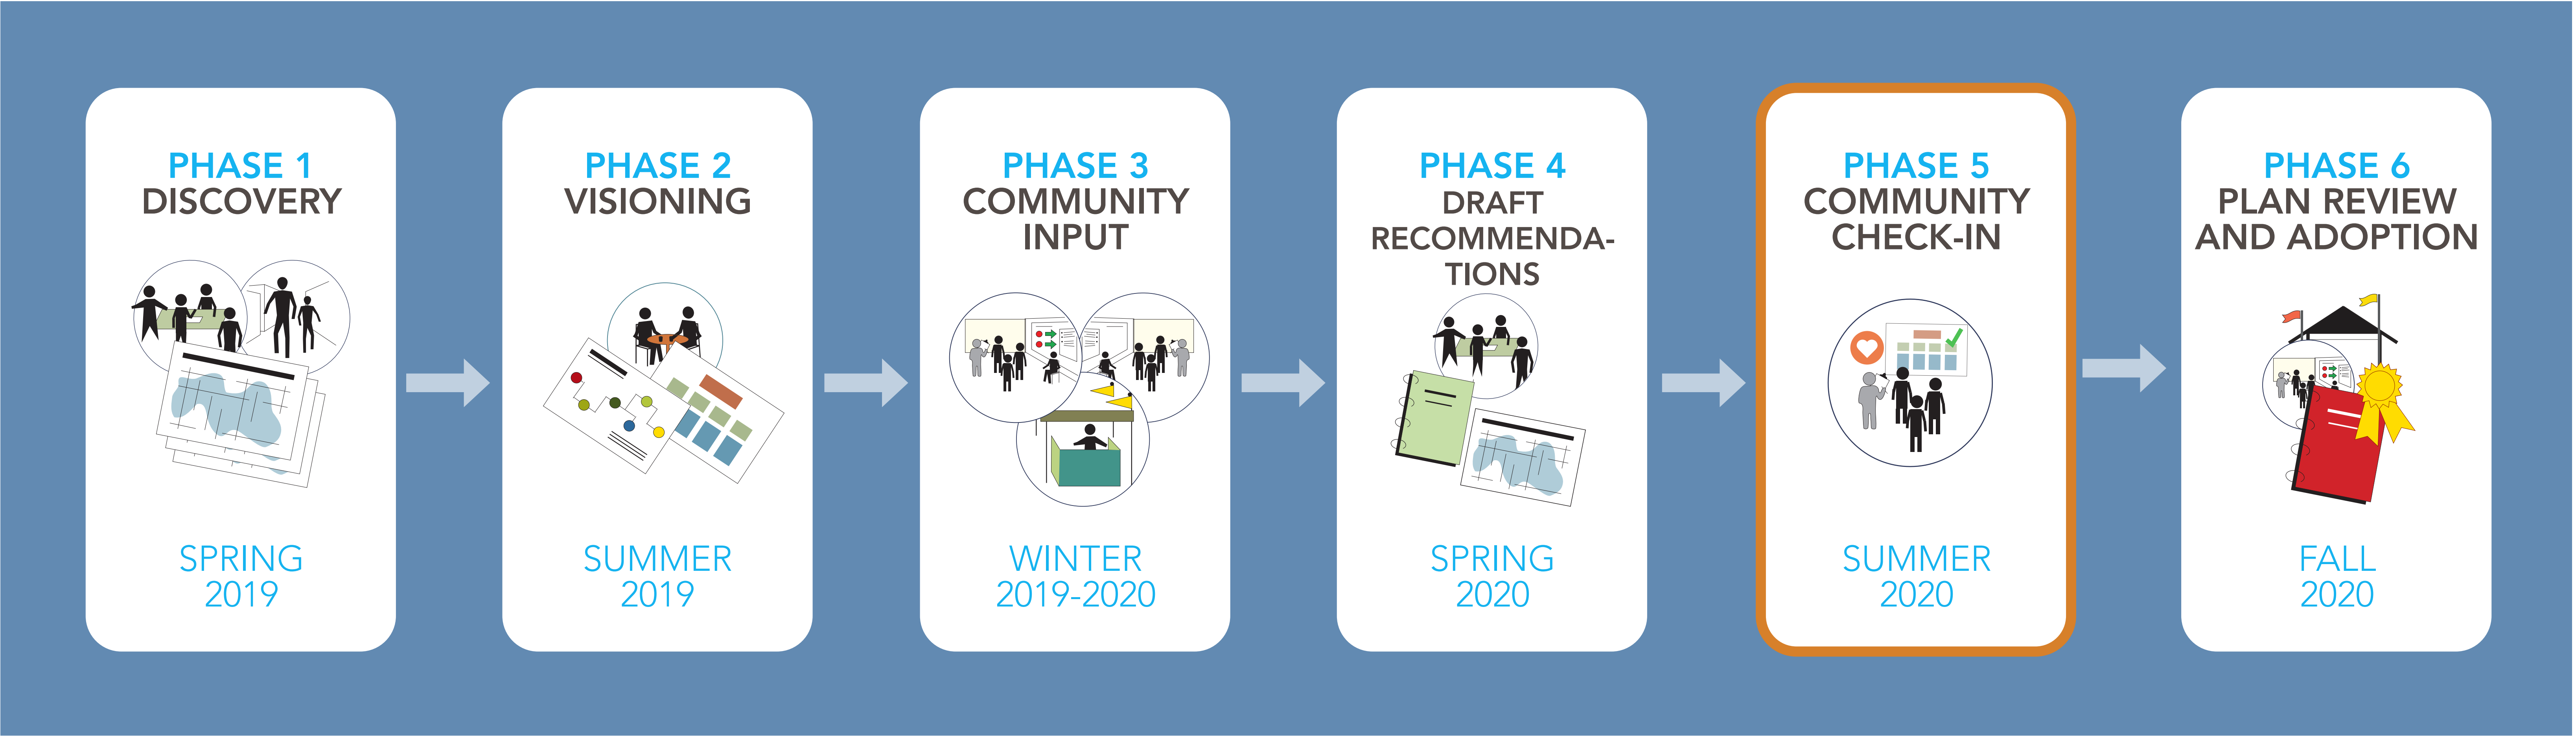 PHASE 1
DISCOVERY
SPRING
2019
PHASE 2
VISIONING
SUMMER
2019
PHASE 3
COMMUNITY
INPUT
WINTER
2019-2020
PHASE 4
DRAFT
RECOMMENDA-
TIONS
SPRING
2020
PHASE 5
COMMUNITY
CHECK-IN
SUMMER
2020
PHASE 6
PLAN REVIEW
AND ADOPTION
FALL
2020